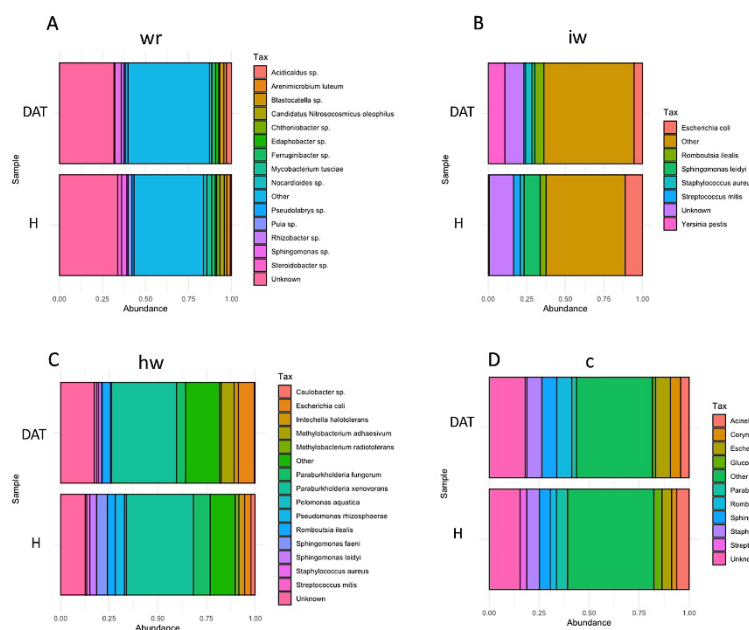 A
wr
DAT
H
Sample
0.00 0.25 0.50 0.75 1.00
Abundance
Tax
Acidicaldus sp.
Arenimicrobium luteum
Blastocatella sp.
Candidatus Nitrosocosmicus oleophilus
Chthoniobacter sp.
Edaphobacter sp.
Ferruginibacter sp.
Mycobacterium tusciae
Nocardioides sp.
Other
Pseudolabrys sp.
Puia sp.
Rhizobacter sp.
Sphingomonas sp.
Steroidobacter sp.
Unknown
B
iw
DAT
H
Sample
0.00 0.25 0.50 0.75 1.00
Abundance
Tax
Escherichia coli
Other
Romboutsia ilealis
Sphingomonas leidyi
Staphylococcus aureu
Streptococcus mitis
Unknown
Yersinia pestis
C
hw
DAT
H
Sample
0.00 0.25 0.50 0.75 1.00
Abundance
Tax
Caulobacter sp.
Escherichia coli
Imtechella halotolerans
Methylobacterium adhaesivum
Methylobacterium radiotolerans
Other
Paraburkholderia fungorum
Paraburkholderia xenovorans
Pelomonas aquatica
Pseudomonas rhizosphaerae
Romboutsia ilealis
Sphingomonas faeni
Sphingomonas leidyi
Staphylococcus aureus
Streptococcus mitis
Unknown
D
c
DAT
H
Sample
0.00 0.25 0.50 0.75 1.00
Abundance
Tax
Acinet
Coryn
Esche
Gluco
Other
Parab
Romb
Sphing
Staph
Strept
Unkno